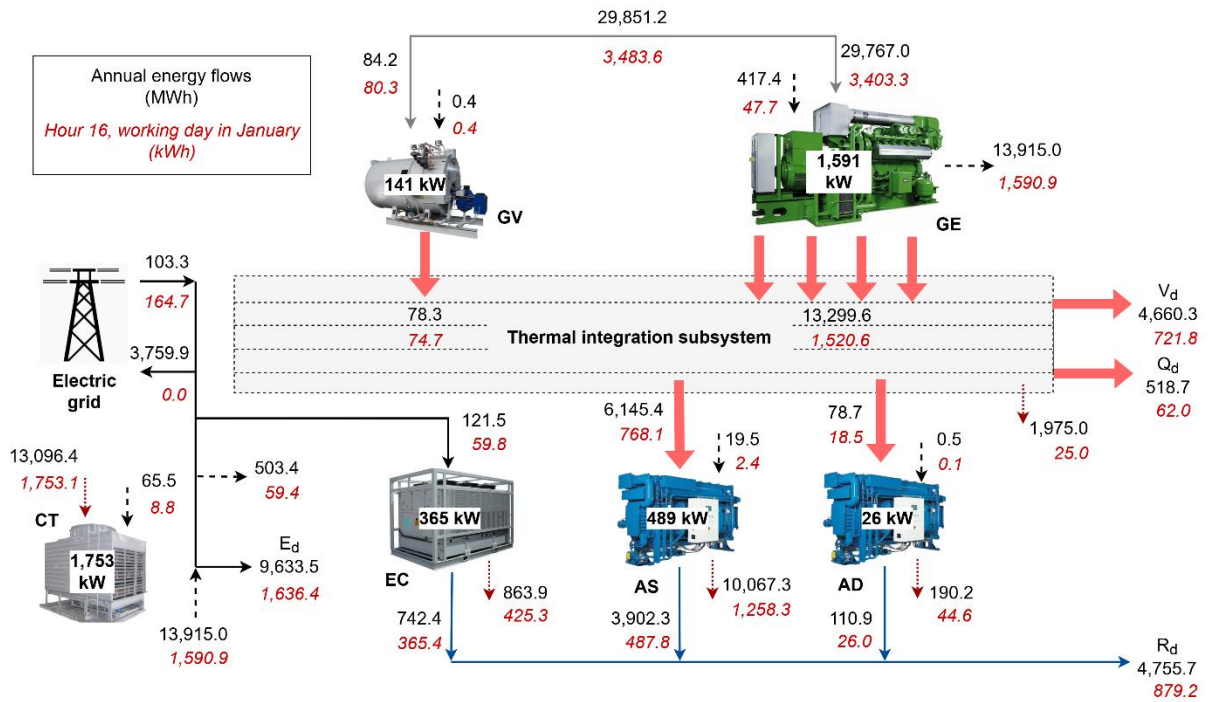 29,851.2
3,483.6
Annual energy flows
(MWh)
Hour 16, working day in January
(kWh)
84.2
80.3
0.4
0.4
29,767.0
3,403.3
417.4
47.7
13,915.0
1,590.9
141 kW
GV
1,591
kW
GE
103.3
164.7
3,759.9
0.0
Electric
grid
78.3
74.7
Thermal integration subsystem
13,299.6
1,520.6
Vd
4,660.3
721.8
Qd
518.7
62.0
1,975.0
25.0
121.5
59.8
6,145.4
768.1
19.5
2.4
78.7
18.5
0.5
0.1
13,096.4
1,753.1
65.5
8.8
503.4
59.4
CT
1,753
kW
Ed
9,633.5
1,636.4
13,915.0
1,590.9
365 kW
EC
863.9
425.3
742.4
365.4
489 kW
AS
10,067.3
1,258.3
3,902.3
487.8
26 kW
AD
190.2
44.6
110.9
26.0
Rd
4,755.7
879.2